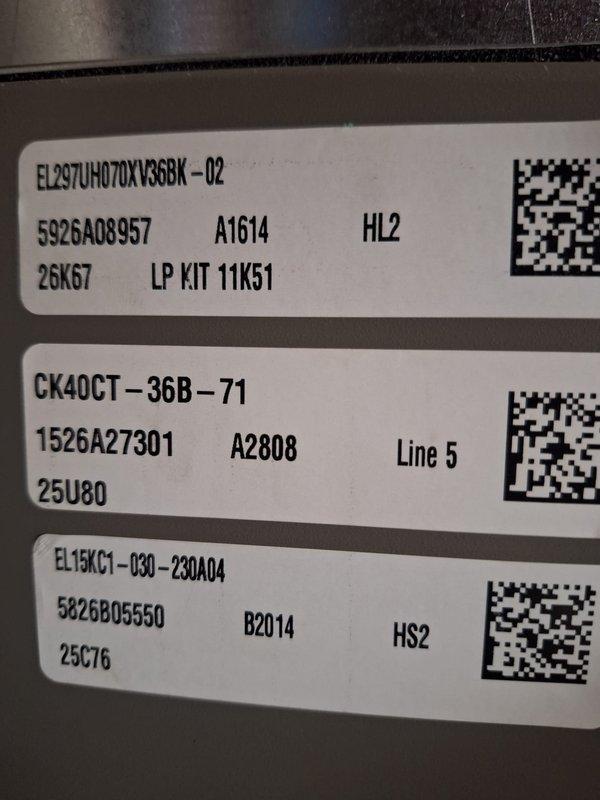 EL297UH070XV36BK-02
5926A08957 A1614 HL2
26K67 LP KIT 11K51
CK40CT-36B-71
1526A27301 A2808 Line 5
25U80
EL15KC1-030-230A04
5826B05550 B2014 HS2
25C76